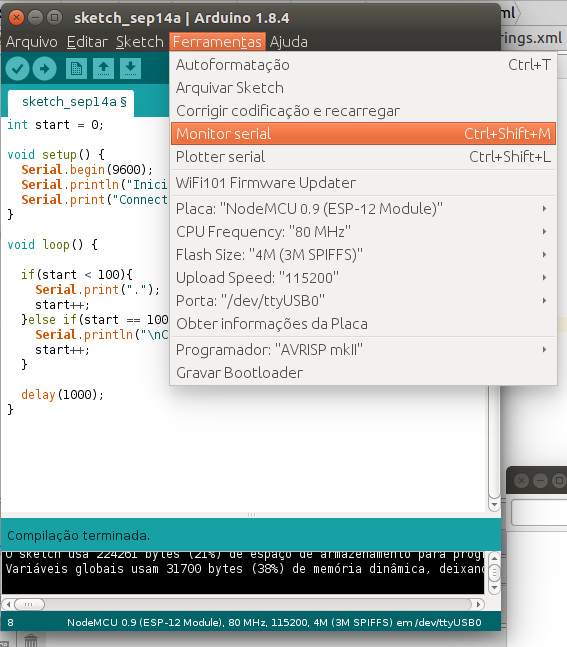 sketch_sep14a | Arduino 1.8.4
ml
Arquivo Editar Sketch Ferramentas Ajuda
rings.xml
Autoformatação Ctrl+T
Arquivar Sketch
Corrigir codificação e recarregar
Monitor serial Ctrl+Shift+M
Plotter serial Ctrl+Shift+L
WiFi101 Firmware Updater
Placa: "NodeMCU 0.9 (ESP-12 Module)"
CPU Frequency: "80 MHz"
Flash Size: "4M (3M SPIFFS)"
Upload Speed: "115200"
Porta: "/dev/ttyUSB0"
Obter informações da Placa
Programador: "AVRISP mkII"
Gravar Bootloader
sketch_sep14a §
int start = 0;
void setup() {
Serial.begin(9600);
Serial.println("Inici
Serial.print("Connect
}
void loop() {
if(start < 100){
Serial.print(".");
start++;
}else if(start == 100
Serial.println("\nC
start++;
}
delay(1000);
}
Compilação terminada.
O sketch usa 224261 bytes (21%) de espaço de armazenamento para prog
Variáveis globais usam 31700 bytes (38%) de memória dinâmica, deixand
8 NodeMCU 0.9 (ESP-12 Module), 80 MHz, 115200, 4M (3M SPIFFS) em /dev/ttyUSB0